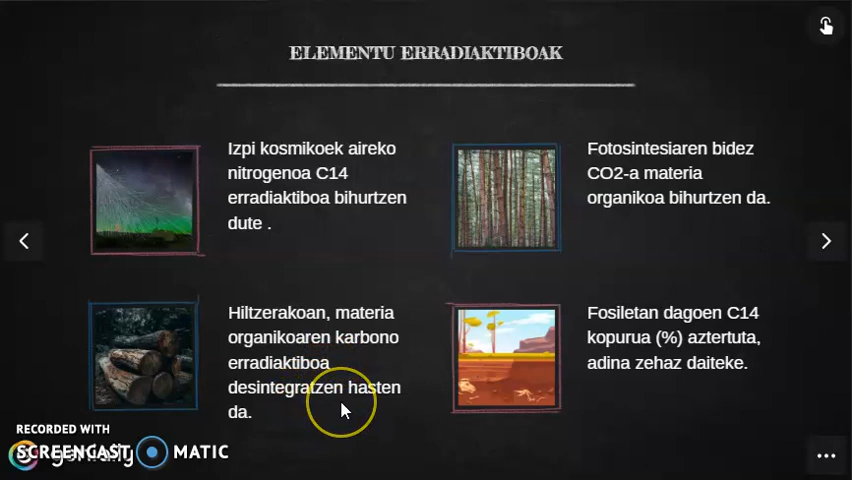 ELEMENTU ERRADIAKTIBOAK
Izpi kosmikoek aireko
nitrogenoa C14
erradiaktiboa bihurtzen
dute .
Fotosintesiaren bidez
CO2-a materia
organikoa bihurtzen da.
Hiltzerakoan, materia
organikoaren karbono
erradiaktiboa
desintegratzen hasten
da.
Fosiletan dagoen C14
kopurua (%) aztertuta,
adina zehaz daiteke.
RECORDED WITH
SCREENCAST MATIC
genially